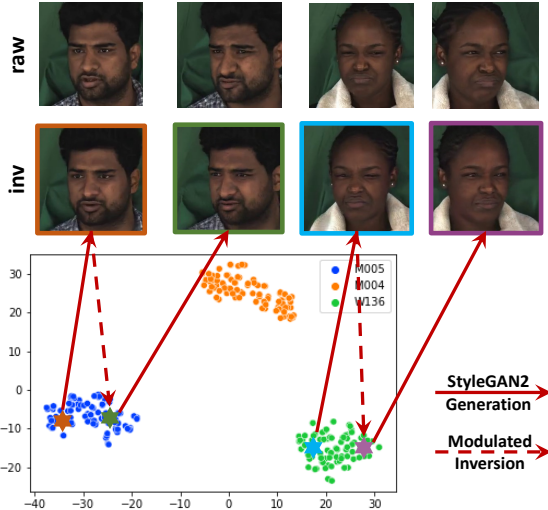 raw
inv
M005
M004
W136
30
20
10
0
−10
−20
−40
−30
−20
−10
0
10
20
30
StyleGAN2
Generation
Modulated
Inversion